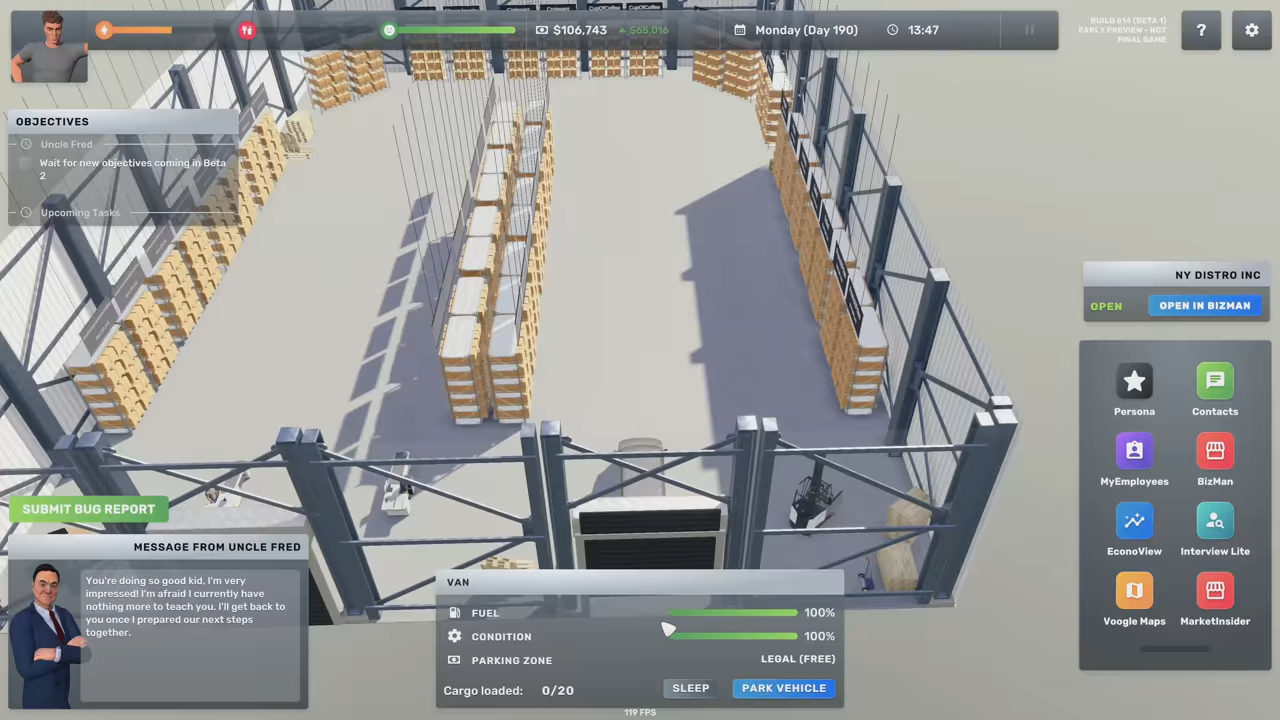 $106,743
$65,016
Monday (Day 190)
13:47
BUILD 614 (BETA 1)
EARLY PREVIEW - NOT
FINAL GAME
?
OBJECTIVES
Uncle Fred
Wait for new objectives coming in Beta
2
Upcoming Tasks
NY DISTRO INC
OPEN
OPEN IN BIZMAN
Persona
Contacts
MyEmployees
BizMan
EconoView
Interview Lite
Voogle Maps
MarketInsider
SUBMIT BUG REPORT
MESSAGE FROM UNCLE FRED
You're doing so good kid, I'm very
impressed! I'm afraid I currently have
nothing more to teach you. I'll get back to
you once I prepared our next steps
together.
VAN
FUEL
100%
CONDITION
100%
PARKING ZONE
LEGAL (FREE)
Cargo loaded: 0/20
SLEEP
PARK VEHICLE
119 FPS